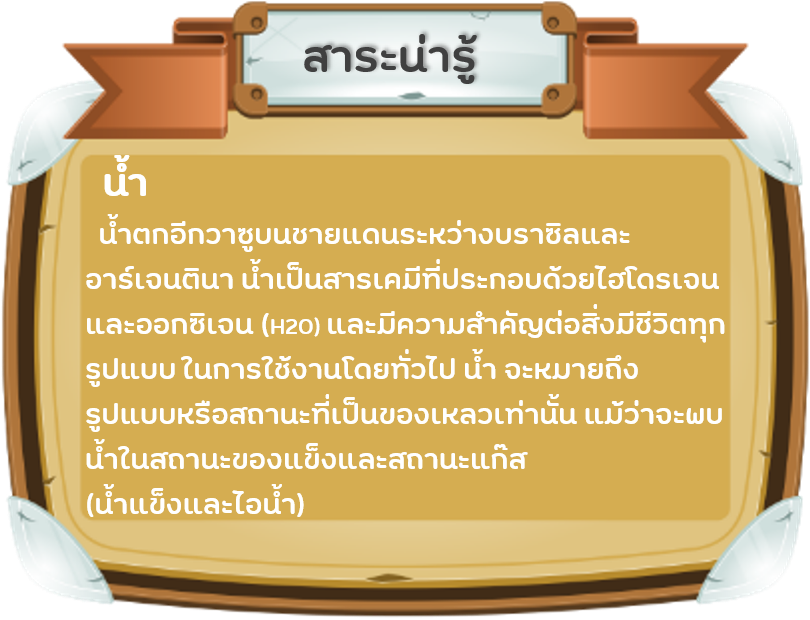 สาระน่ารู้
น้ำ
น้ำตกอีกวาซูบนชายแดนระหว่างบราซิลและ
อาร์เจนตินา น้ำเป็นสารเคมีที่ประกอบด้วยไฮโดรเจน
และออกซิเจน (H2O) และมีความสำคัญต่อสิ่งมีชีวิตทุก
รูปแบบ ในการใช้งานโดยทั่วไป น้ำ จะหมายถึง
รูปแบบหรือสถานะที่เป็นของเหลวเท่านั้น แม้ว่าจะพบ
น้ำในสถานะของแข็งและสถานะแก๊ส
(น้ำแข็งและไอน้ำ)